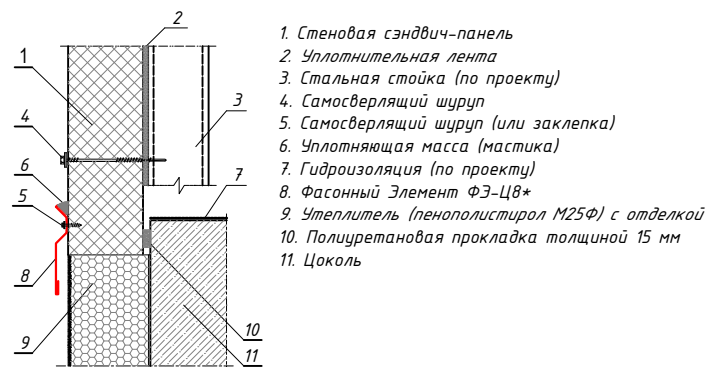 2
1
3
4
7
6
5
8
9
10
11
1. Стеновая сэндвич-панель
2. Уплотнительная лента
3. Стальная стойка (по проекту)
4. Самосверлящий шуруп
5. Самосверлящий шуруп (или заклепка)
6. Уплотняющая масса (мастика)
7. Гидроизоляция (по проекту)
8. Фасонный Элемент ФЭ-Ц8*
9. Утеплитель (пенополистирол М25Ф) с отделкой
10. Полиуретановая прокладка толщиной 15 мм
11. Цоколь